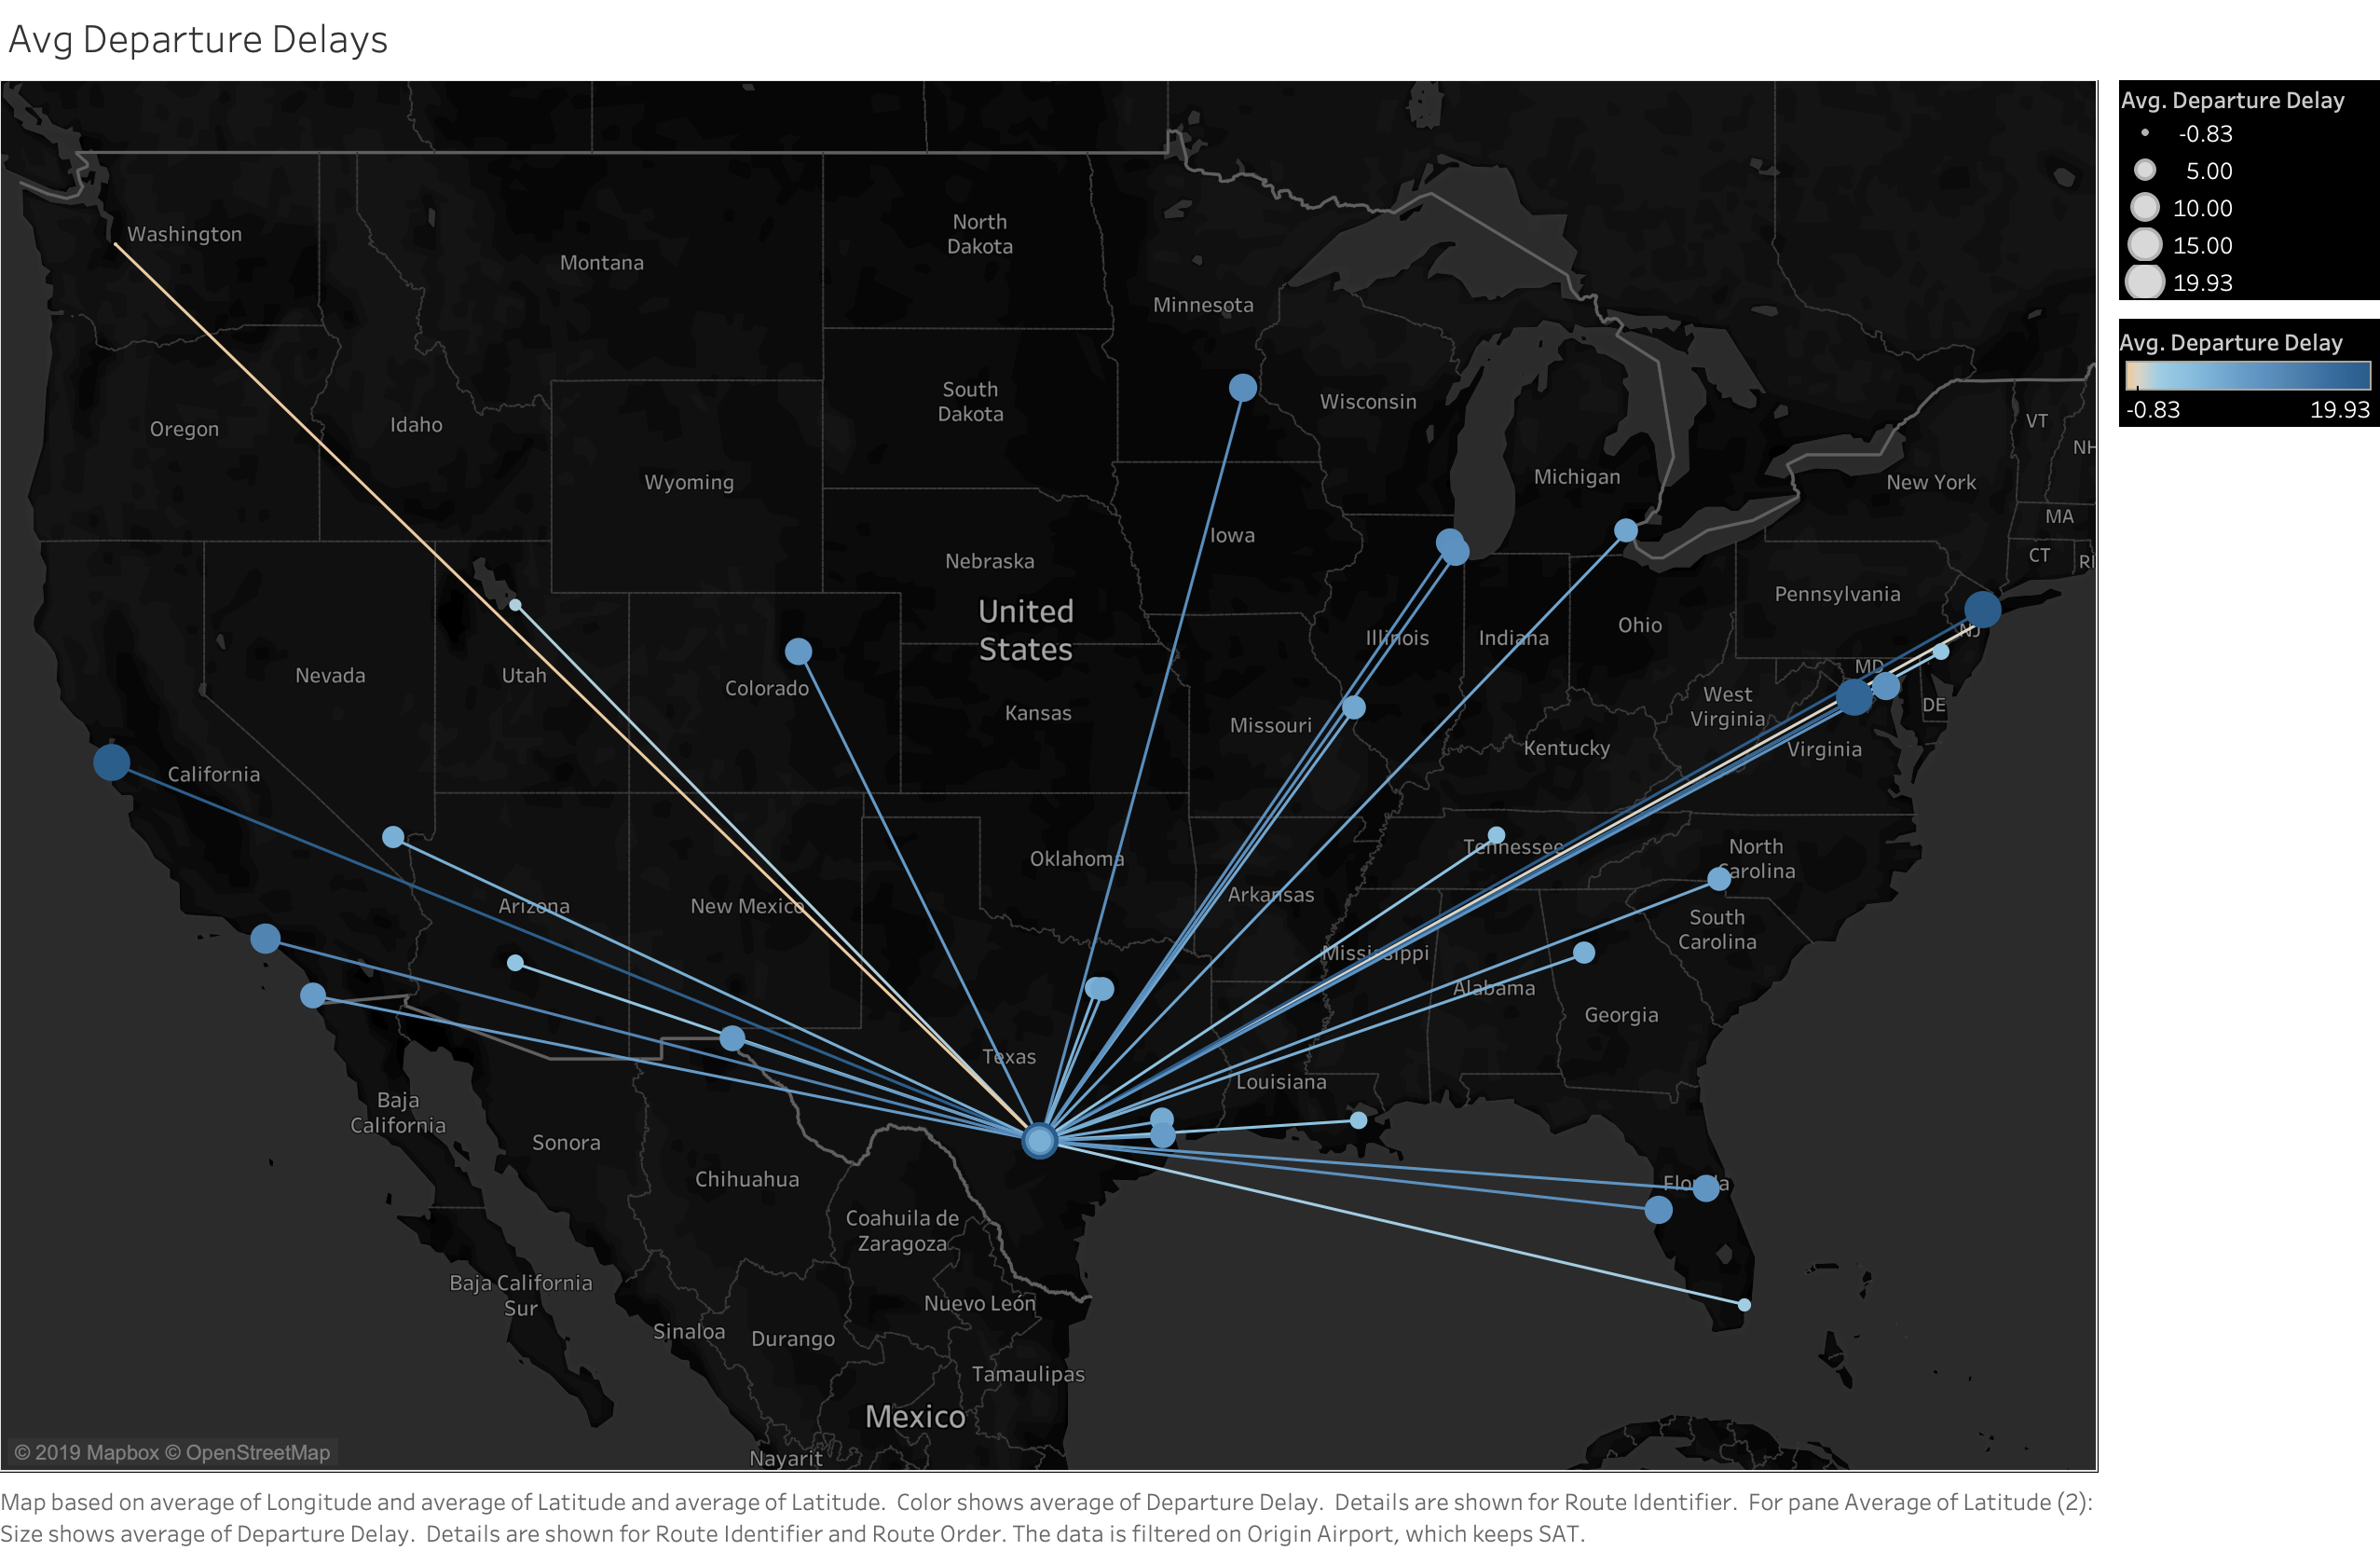 Avg Departure Delays
Avg. Departure Delay
-0.83
5.00
10.00
15.00
19.93
Avg. Departure Delay
-0.83 19.93
Washington
Montana
North
Dakota
Minnesota
Oregon
Idaho
South
Dakota
Wisconsin
VT
NH
Wyoming
Michigan
New York
MA
Iowa
CT
RI
Nebraska
Pennsylvania
United
States
Illinois
Indiana
Ohio
NJ
Nevada
Utah
Colorado
Kansas
Missouri
West
Virginia
MD
DE
Kentucky
Virginia
California
Oklahoma
Tennessee
North
Carolina
Arizona
New Mexico
Arkansas
South
Carolina
Mississippi
Alabama
Georgia
Texas
Louisiana
Baja
California
Sonora
Chihuahua
Florida
Coahuila de
Zaragoza
Baja California
Sur
Nuevo León
Sinaloa
Durango
Tamaulipas
Mexico
Nayarit
© 2019 Mapbox © OpenStreetMap
Map based on average of Longitude and average of Latitude and average of Latitude.  Color shows average of Departure Delay.  Details are shown for Route Identifier.  For pane Average of Latitude (2):
Size shows average of Departure Delay.  Details are shown for Route Identifier and Route Order. The data is filtered on Origin Airport, which keeps SAT.